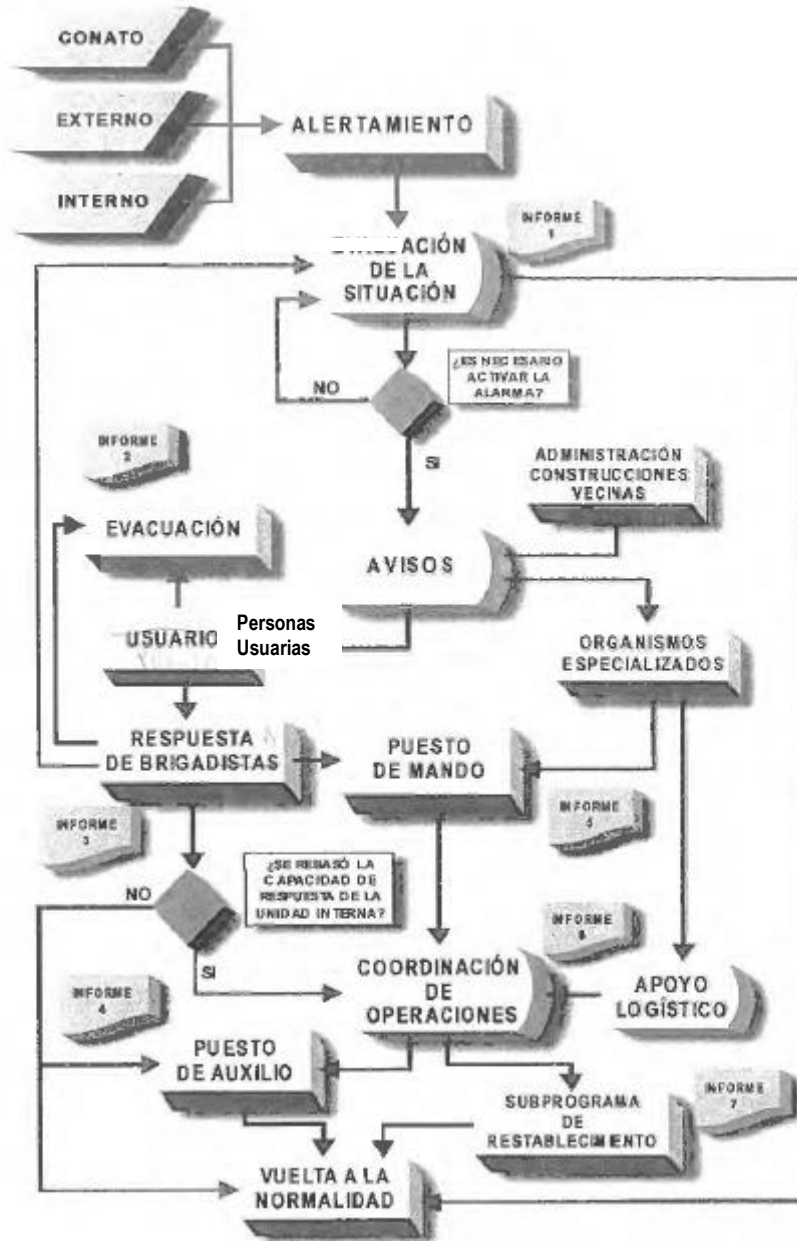 CONATO
EXTERNO
INTERNO
ALERTAMIENTO
INFORME
1
EVALUACIÓN
DE LA
SITUACIÓN
¿ES NECESARIO
ACTIVAR LA
ALARMA?
NO
SI
INFORME
2
ADMINISTRACIÓN
CONSTRUCCIONES
VECINAS
EVACUACIÓN
AVISOS
USUARIO
Personas
Usuarias
ORGANISMOS
ESPECIALIZADOS
RESPUESTA
DE BRIGADISTAS
PUESTO
DE MANDO
INFORME
3
INFORME
5
¿SE REBASÓ LA
CAPACIDAD DE
RESPUESTA DE LA
UNIDAD INTERNA?
NO
SI
INFORME
6
COORDINACIÓN
DE
OPERACIONES
APOYO
LOGÍSTICO
INFORME
4
PUESTO
DE AUXILIO
SUBPROGRAMA
DE
RESTABLECIMIENTO
INFORME
7
VUELTA A LA
NORMALIDAD